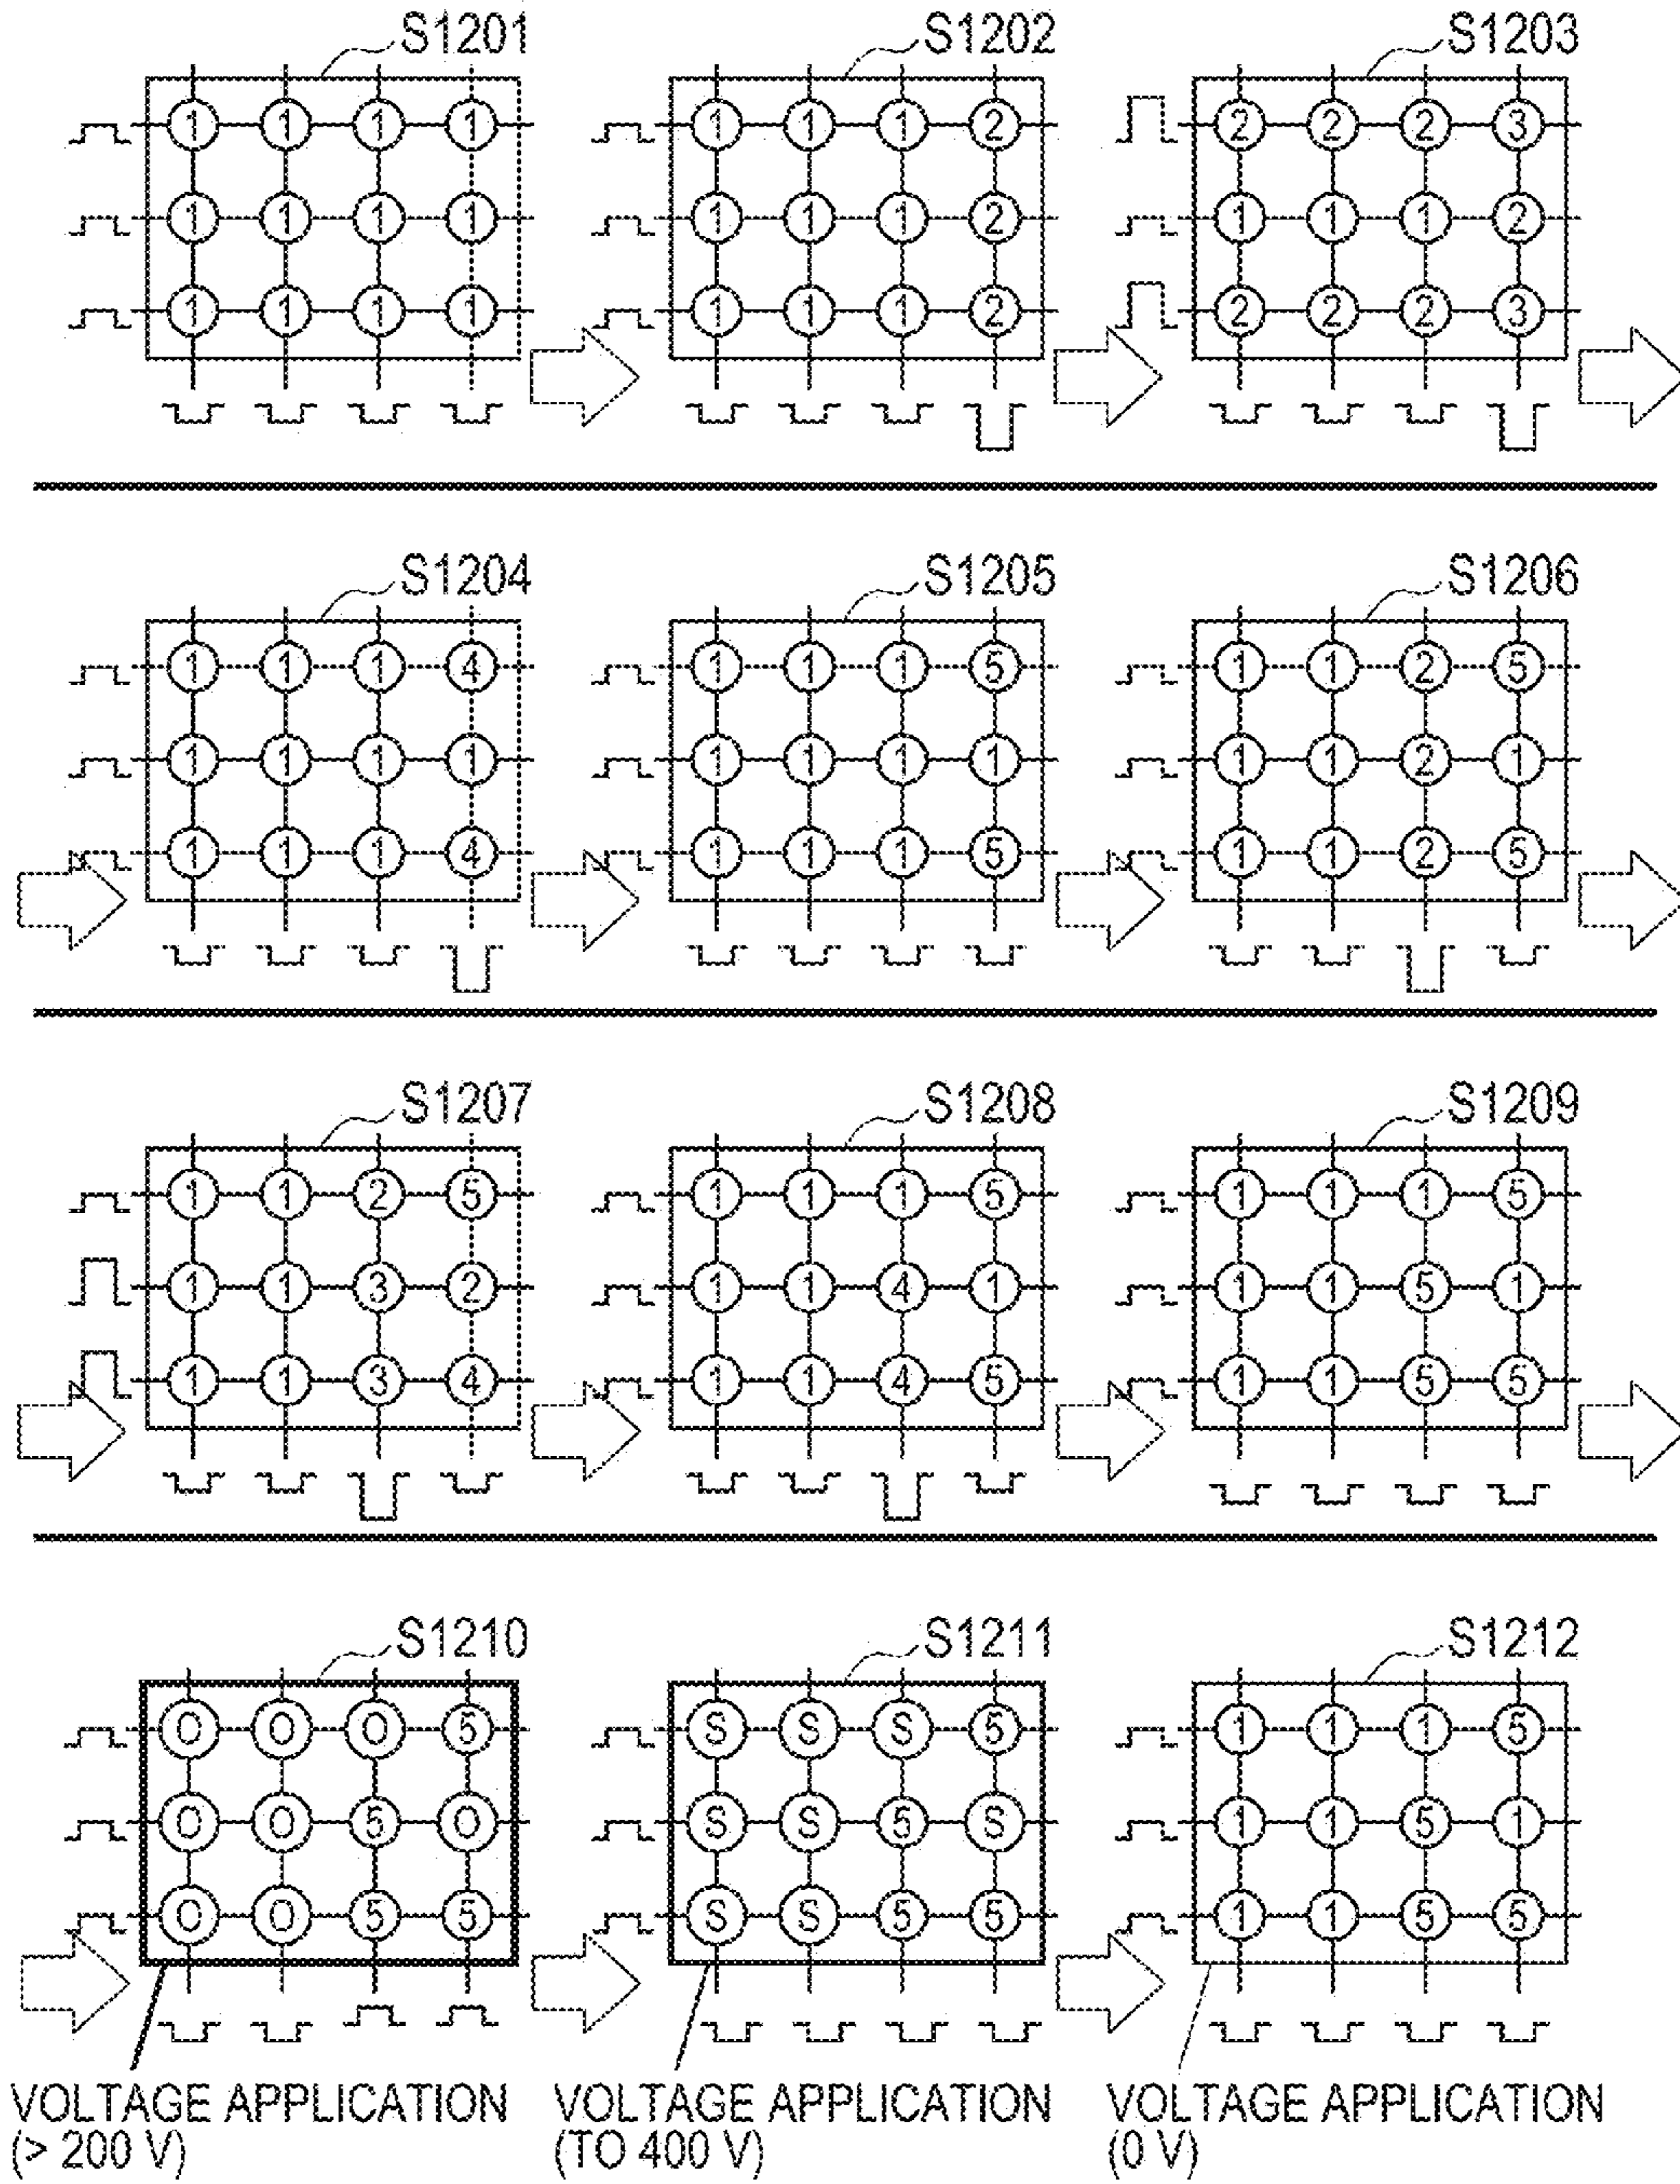 S1201 S1202 S1203
1 1 1 1 1 1 1 2 2 2 2 3
1 1 1 1 1 1 1 2 1 1 1 2
1 1 1 1 1 1 1 2 2 2 2 3
S1204 S1205 S1206
1 1 1 4 1 1 1 5 1 1 2 5
1 1 1 1 1 1 1 1 1 1 2 1
1 1 1 4 1 1 1 5 1 1 2 5
S1207 S1208 S1209
1 1 2 5 1 1 1 5 1 1 1 5
1 1 3 2 1 1 4 1 1 1 5 1
1 1 3 4 1 1 4 5 1 1 5 5
S1210 S1211 S1212
O O O 5 S S S 5 1 1 1 5
O O 5 O S S 5 S 1 1 5 1
O O 5 5 S S 5 5 1 1 5 5
VOLTAGE APPLICATION VOLTAGE APPLICATION VOLTAGE APPLICATION
(> 200 V) (TO 400 V) (0 V)